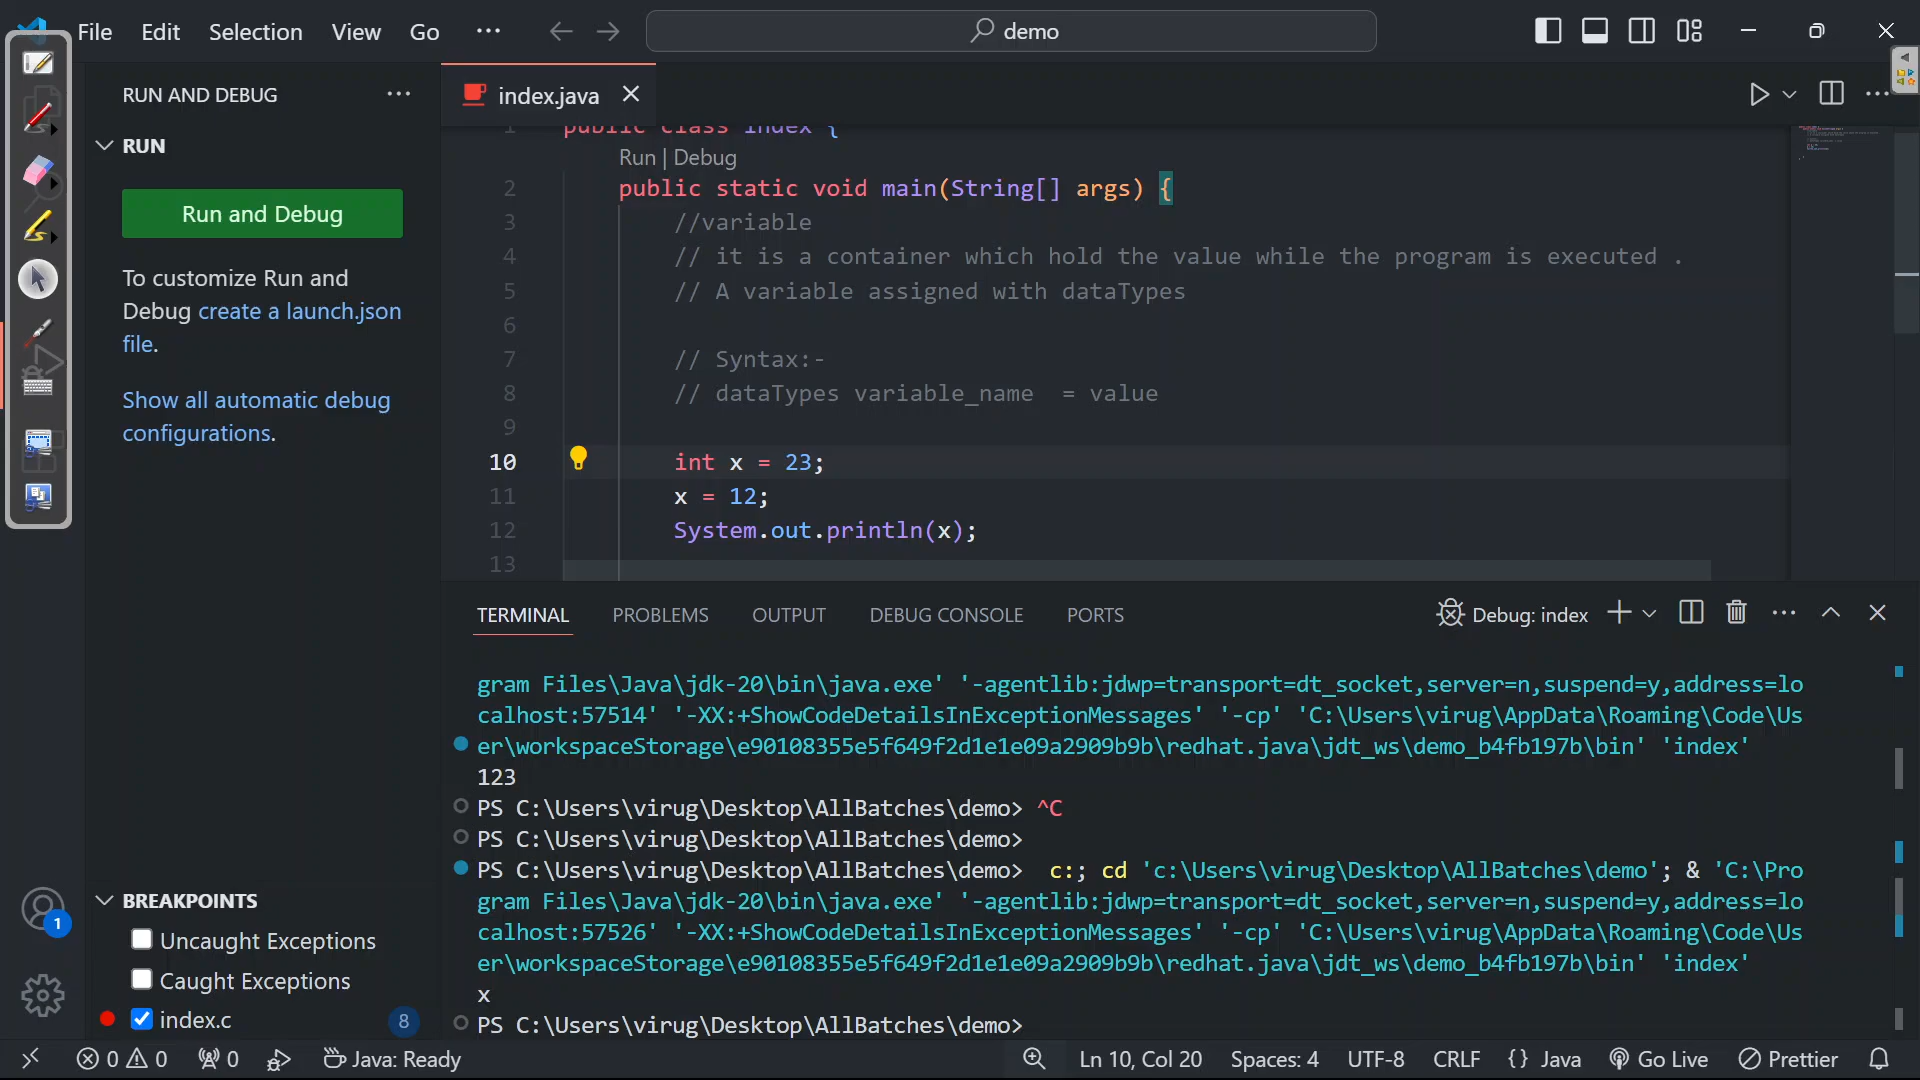 File Edit Selection View Go ··· demo
RUN AND DEBUG ···
RUN
Run and Debug
To customize Run and
Debug create a launch.json
file.
Show all automatic debug
configurations.
BREAKPOINTS
Uncaught Exceptions
Caught Exceptions
index.c 8
1
index.java
1 public class index {
Run | Debug
2 public static void main(String[] args) {
3 //variable
4 // it is a container which hold the value while the program is executed .
5 // A variable assigned with dataTypes
6
7 // Syntax:-
8 // dataTypes variable_name  = value
9
10 int x = 23;
11 x = 12;
12 System.out.println(x);
13
TERMINAL PROBLEMS OUTPUT DEBUG CONSOLE PORTS Debug: index
gram Files\Java\jdk-20\bin\java.exe' '-agentlib:jdwp=transport=dt_socket,server=n,suspend=y,address=lo
calhost:57514' '-XX:+ShowCodeDetailsInExceptionMessages' '-cp' 'C:\Users\virug\AppData\Roaming\Code\Us
er\workspaceStorage\e90108355e5f649f2d1e1e09a2909b9b\redhat.java\jdt_ws\demo_b4fb197b\bin' 'index'
123
PS C:\Users\virug\Desktop\AllBatches\demo> ^C
PS C:\Users\virug\Desktop\AllBatches\demo>
PS C:\Users\virug\Desktop\AllBatches\demo>  c:; cd 'c:\Users\virug\Desktop\AllBatches\demo'; & 'C:\Pro
gram Files\Java\jdk-20\bin\java.exe' '-agentlib:jdwp=transport=dt_socket,server=n,suspend=y,address=lo
calhost:57526' '-XX:+ShowCodeDetailsInExceptionMessages' '-cp' 'C:\Users\virug\AppData\Roaming\Code\Us
er\workspaceStorage\e90108355e5f649f2d1e1e09a2909b9b\redhat.java\jdt_ws\demo_b4fb197b\bin' 'index'
x
PS C:\Users\virug\Desktop\AllBatches\demo>
0 0 0 Java: Ready Ln 10, Col 20 Spaces: 4 UTF-8 CRLF {} Java Go Live Prettier